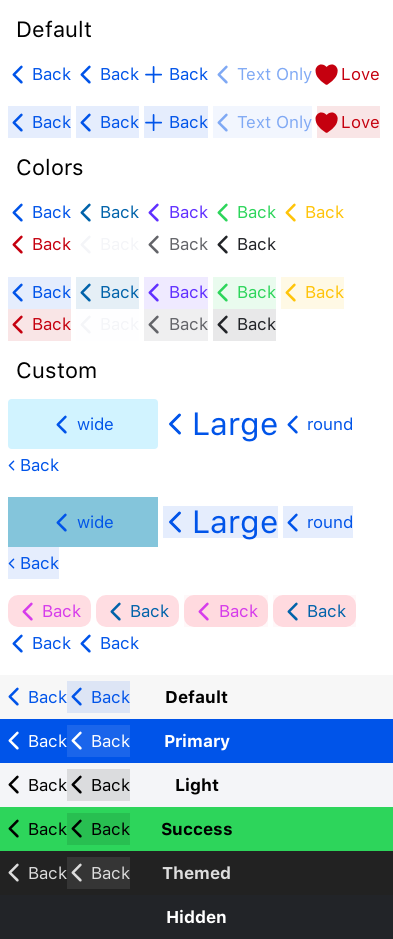 Default
Back Back Back Text Only Love
Back Back Back Text Only Love
Colors
Back Back Back Back Back
Back Back Back Back
Back Back Back Back Back
Back Back Back Back
Custom
wide Large round
Back
wide Large round
Back
Back Back Back Back
Back Back
Back Back Default
Back Back Primary
Back Back Light
Back Back Success
Back Back Themed
Hidden